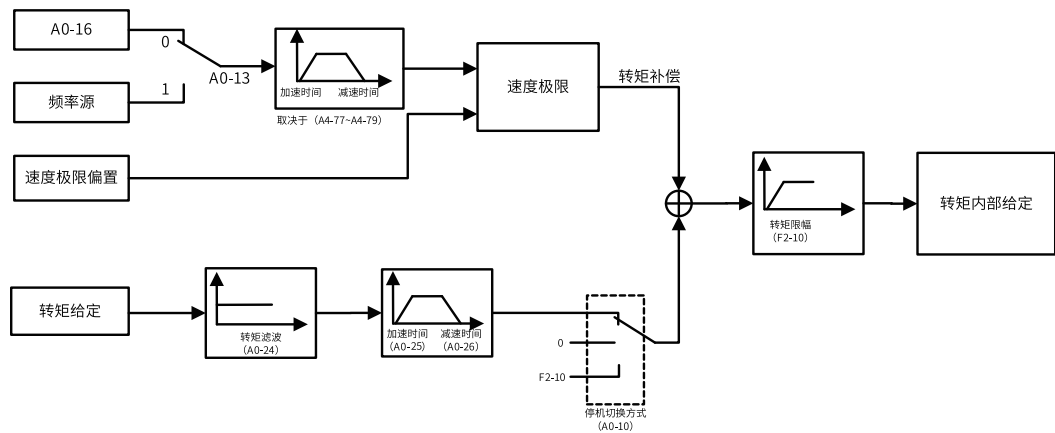 A0-16
0
A0-13
频率源
1
加速时间 减速时间
取决于（A4-77~A4-79）
速度极限
转矩补偿
速度极限偏置
转矩限幅
（F2-10）
转矩内部给定
转矩给定
转矩滤波
（A0-24）
加速时间 减速时间
（A0-25） （A0-26）
0
F2-10
停机切换方式
（A0-10）